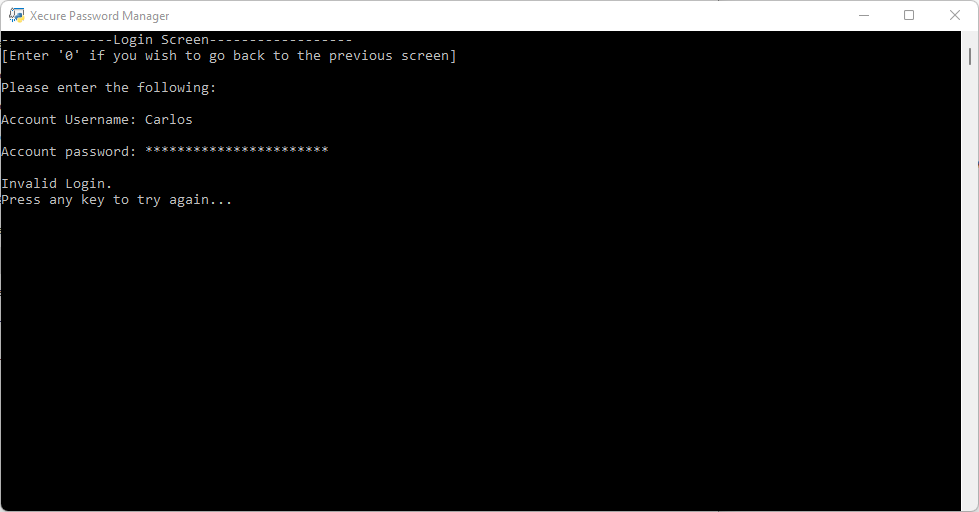 Xecure Password Manager
--------------Login Screen------------------
[Enter '0' if you wish to go back to the previous screen]
Please enter the following:
Account Username: Carlos
Account password: ***********************
Invalid Login.
Press any key to try again...